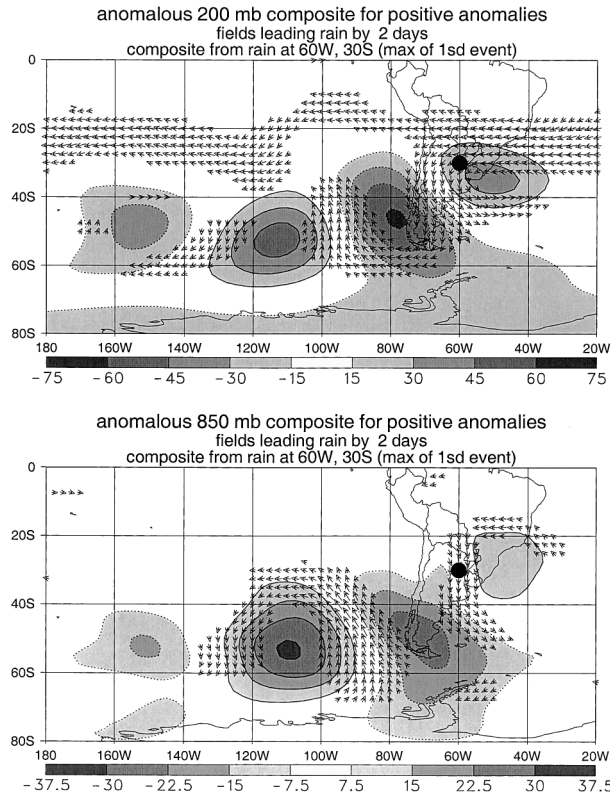 anomalous 200 mb composite for positive anomalies
fields leading rain by 2 days
composite from rain at 60W, 30S (max of 1sd event)
0
20S
40S
60S
80S
180 160W 140W 120W 100W 80W 60W 40W 20W
-75 -60 -45 -30 -15 15 30 45 60 75
anomalous 850 mb composite for positive anomalies
fields leading rain by 2 days
composite from rain at 60W, 30S (max of 1sd event)
0
20S
40S
60S
80S
180 160W 140W 120W 100W 80W 60W 40W 20W
-37.5 -30 -22.5 -15 -7.5 7.5 15 22.5 30 37.5